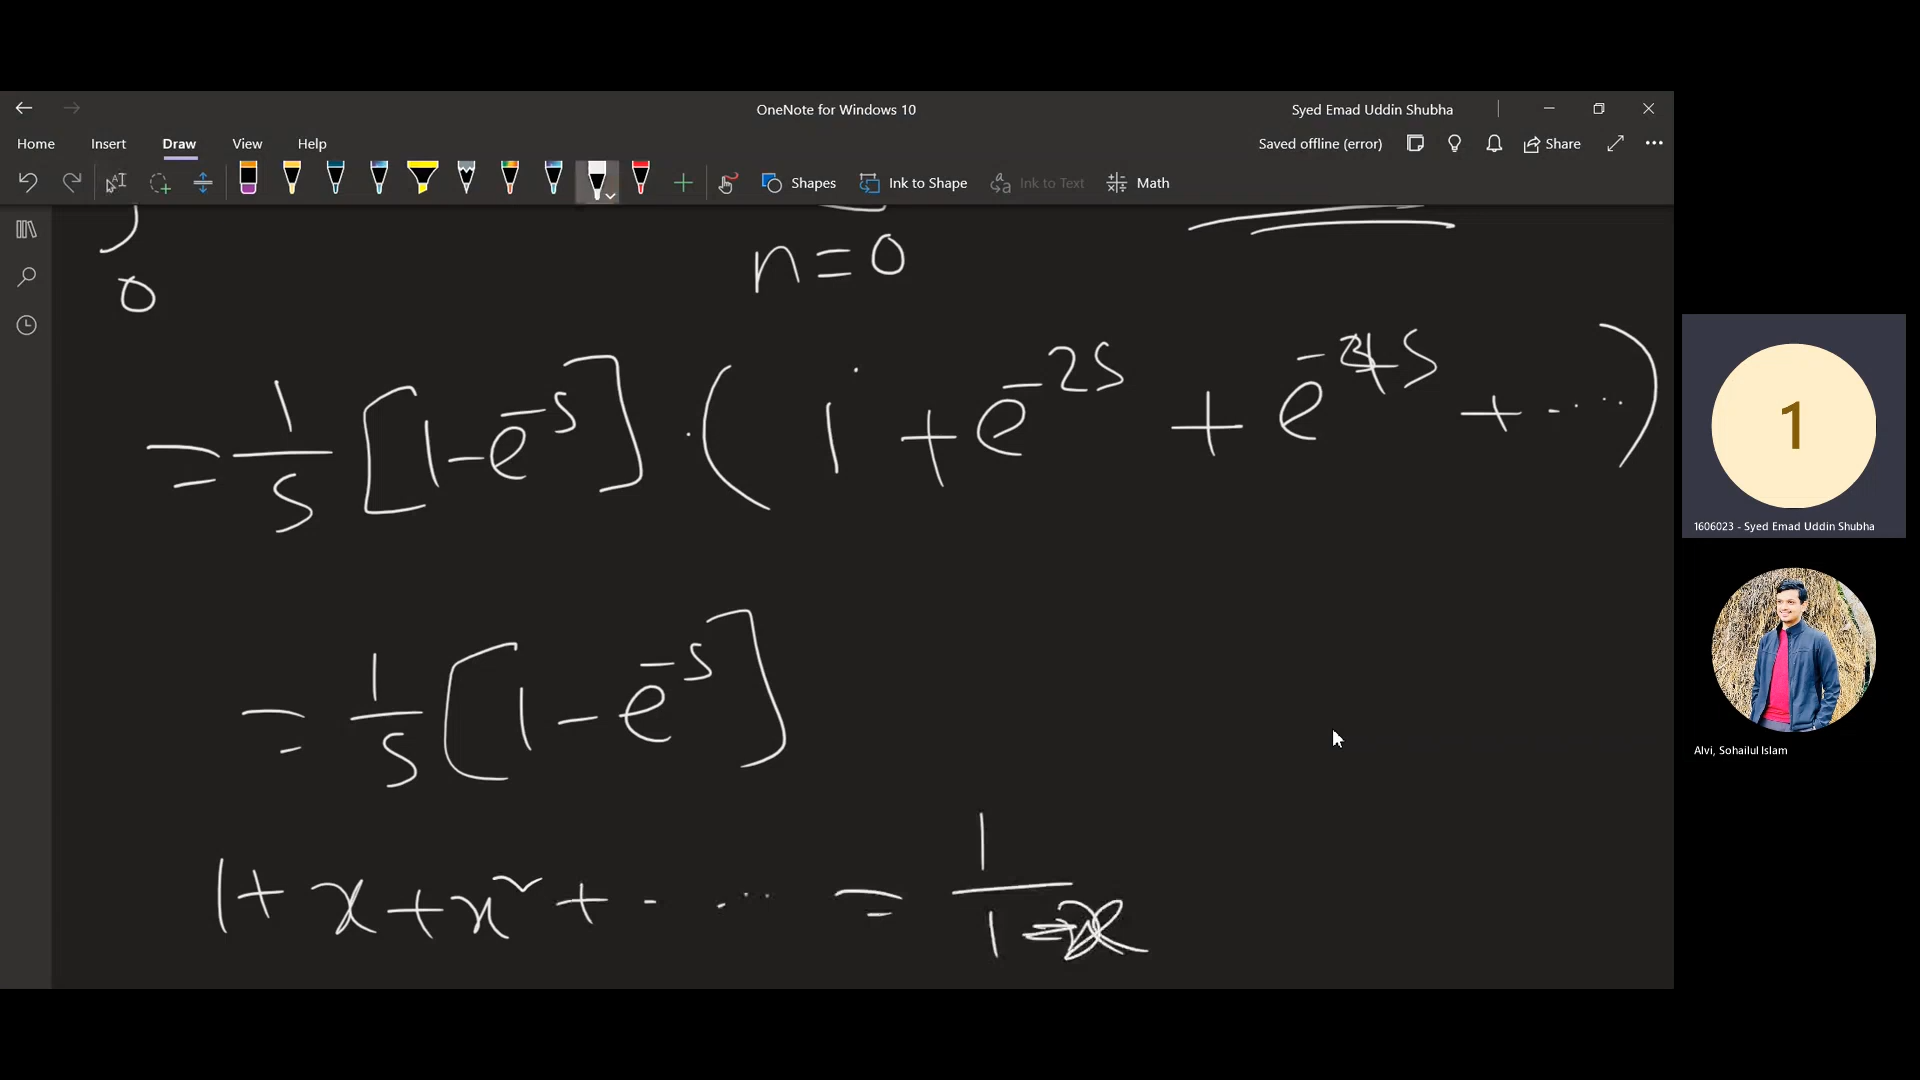 OneNote for Windows 10
Syed Emad Uddin Shubha
Home Insert Draw View Help
Saved offline (error) Share
Shapes Ink to Shape Ink to Text Math
0
n=0
= 1/s [1-e^-s] . ( 1 + e^-2s + e^-4s + ..... )
= 1/s [1-e^-s]
1+x+x²+..... = 1/(1-x)
1
1606023 - Syed Emad Uddin Shubha
Alvi, Sohailul Islam